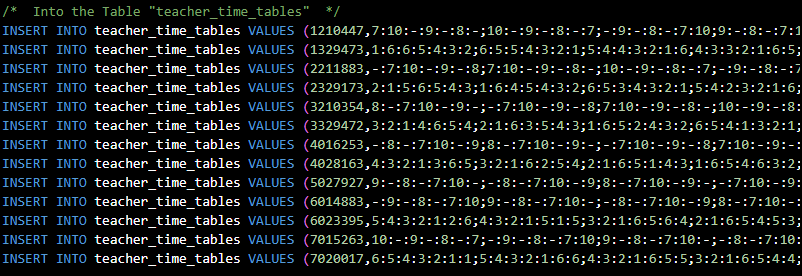 /*  Into the Table "teacher_time_tables"  */
INSERT INTO teacher_time_tables VALUES (1210447,7:10:-:9:-:8:-;10:-:9:-:8:-:7;-:9:-:8:-:7:10;9:-:8:-:7:1
INSERT INTO teacher_time_tables VALUES (1329473,1:6:6:5:4:3:2;6:5:5:4:3:2:1;5:4:4:3:2:1:6;4:3:3:2:1:6:5;
INSERT INTO teacher_time_tables VALUES (2211883,-:7:10:-:9:-:8;7:10:-:9:-:8:-;10:-:9:-:8:-:7;-:9:-:8:-:7
INSERT INTO teacher_time_tables VALUES (2329173,2:1:5:6:5:4:3;1:6:4:5:4:3:2;6:5:3:4:3:2:1;5:4:2:3:2:1:6;
INSERT INTO teacher_time_tables VALUES (3210354,8:-:7:10:-:9:-;-:7:10:-:9:-:8;7:10:-:9:-:8:-;10:-:9:-:8:
INSERT INTO teacher_time_tables VALUES (3329472,3:2:1:4:6:5:4;2:1:6:3:5:4:3;1:6:5:2:4:3:2;6:5:4:1:3:2:1;
INSERT INTO teacher_time_tables VALUES (4016253,-:8:-:7:10:-:9;8:-:7:10:-:9:-;-:7:10:-:9:-:8;7:10:-:9:-:
INSERT INTO teacher_time_tables VALUES (4028163,4:3:2:1:3:6:5;3:2:1:6:2:5:4;2:1:6:5:1:4:3;1:6:5:4:6:3:2;
INSERT INTO teacher_time_tables VALUES (5027927,9:-:8:-:7:10:-;-:8:-:7:10:-:9;8:-:7:10:-:9:-;-:7:10:-:9:
INSERT INTO teacher_time_tables VALUES (6014883,-:9:-:8:-:7:10;9:-:8:-:7:10:-;-:8:-:7:10:-:9;8:-:7:10:-:
INSERT INTO teacher_time_tables VALUES (6023395,5:4:3:2:1:2:6;4:3:2:1:5:1:5;3:2:1:6:5:6:4;2:1:6:5:4:5:3;
INSERT INTO teacher_time_tables VALUES (7015263,10:-:9:-:8:-:7;-:9:-:8:-:7:10;9:-:8:-:7:10:-;-:8:-:7:10:
INSERT INTO teacher_time_tables VALUES (7020017,6:5:4:3:2:1:1;5:4:3:2:1:6:6;4:3:2:1:6:5:5;3:2:1:6:5:4:4;